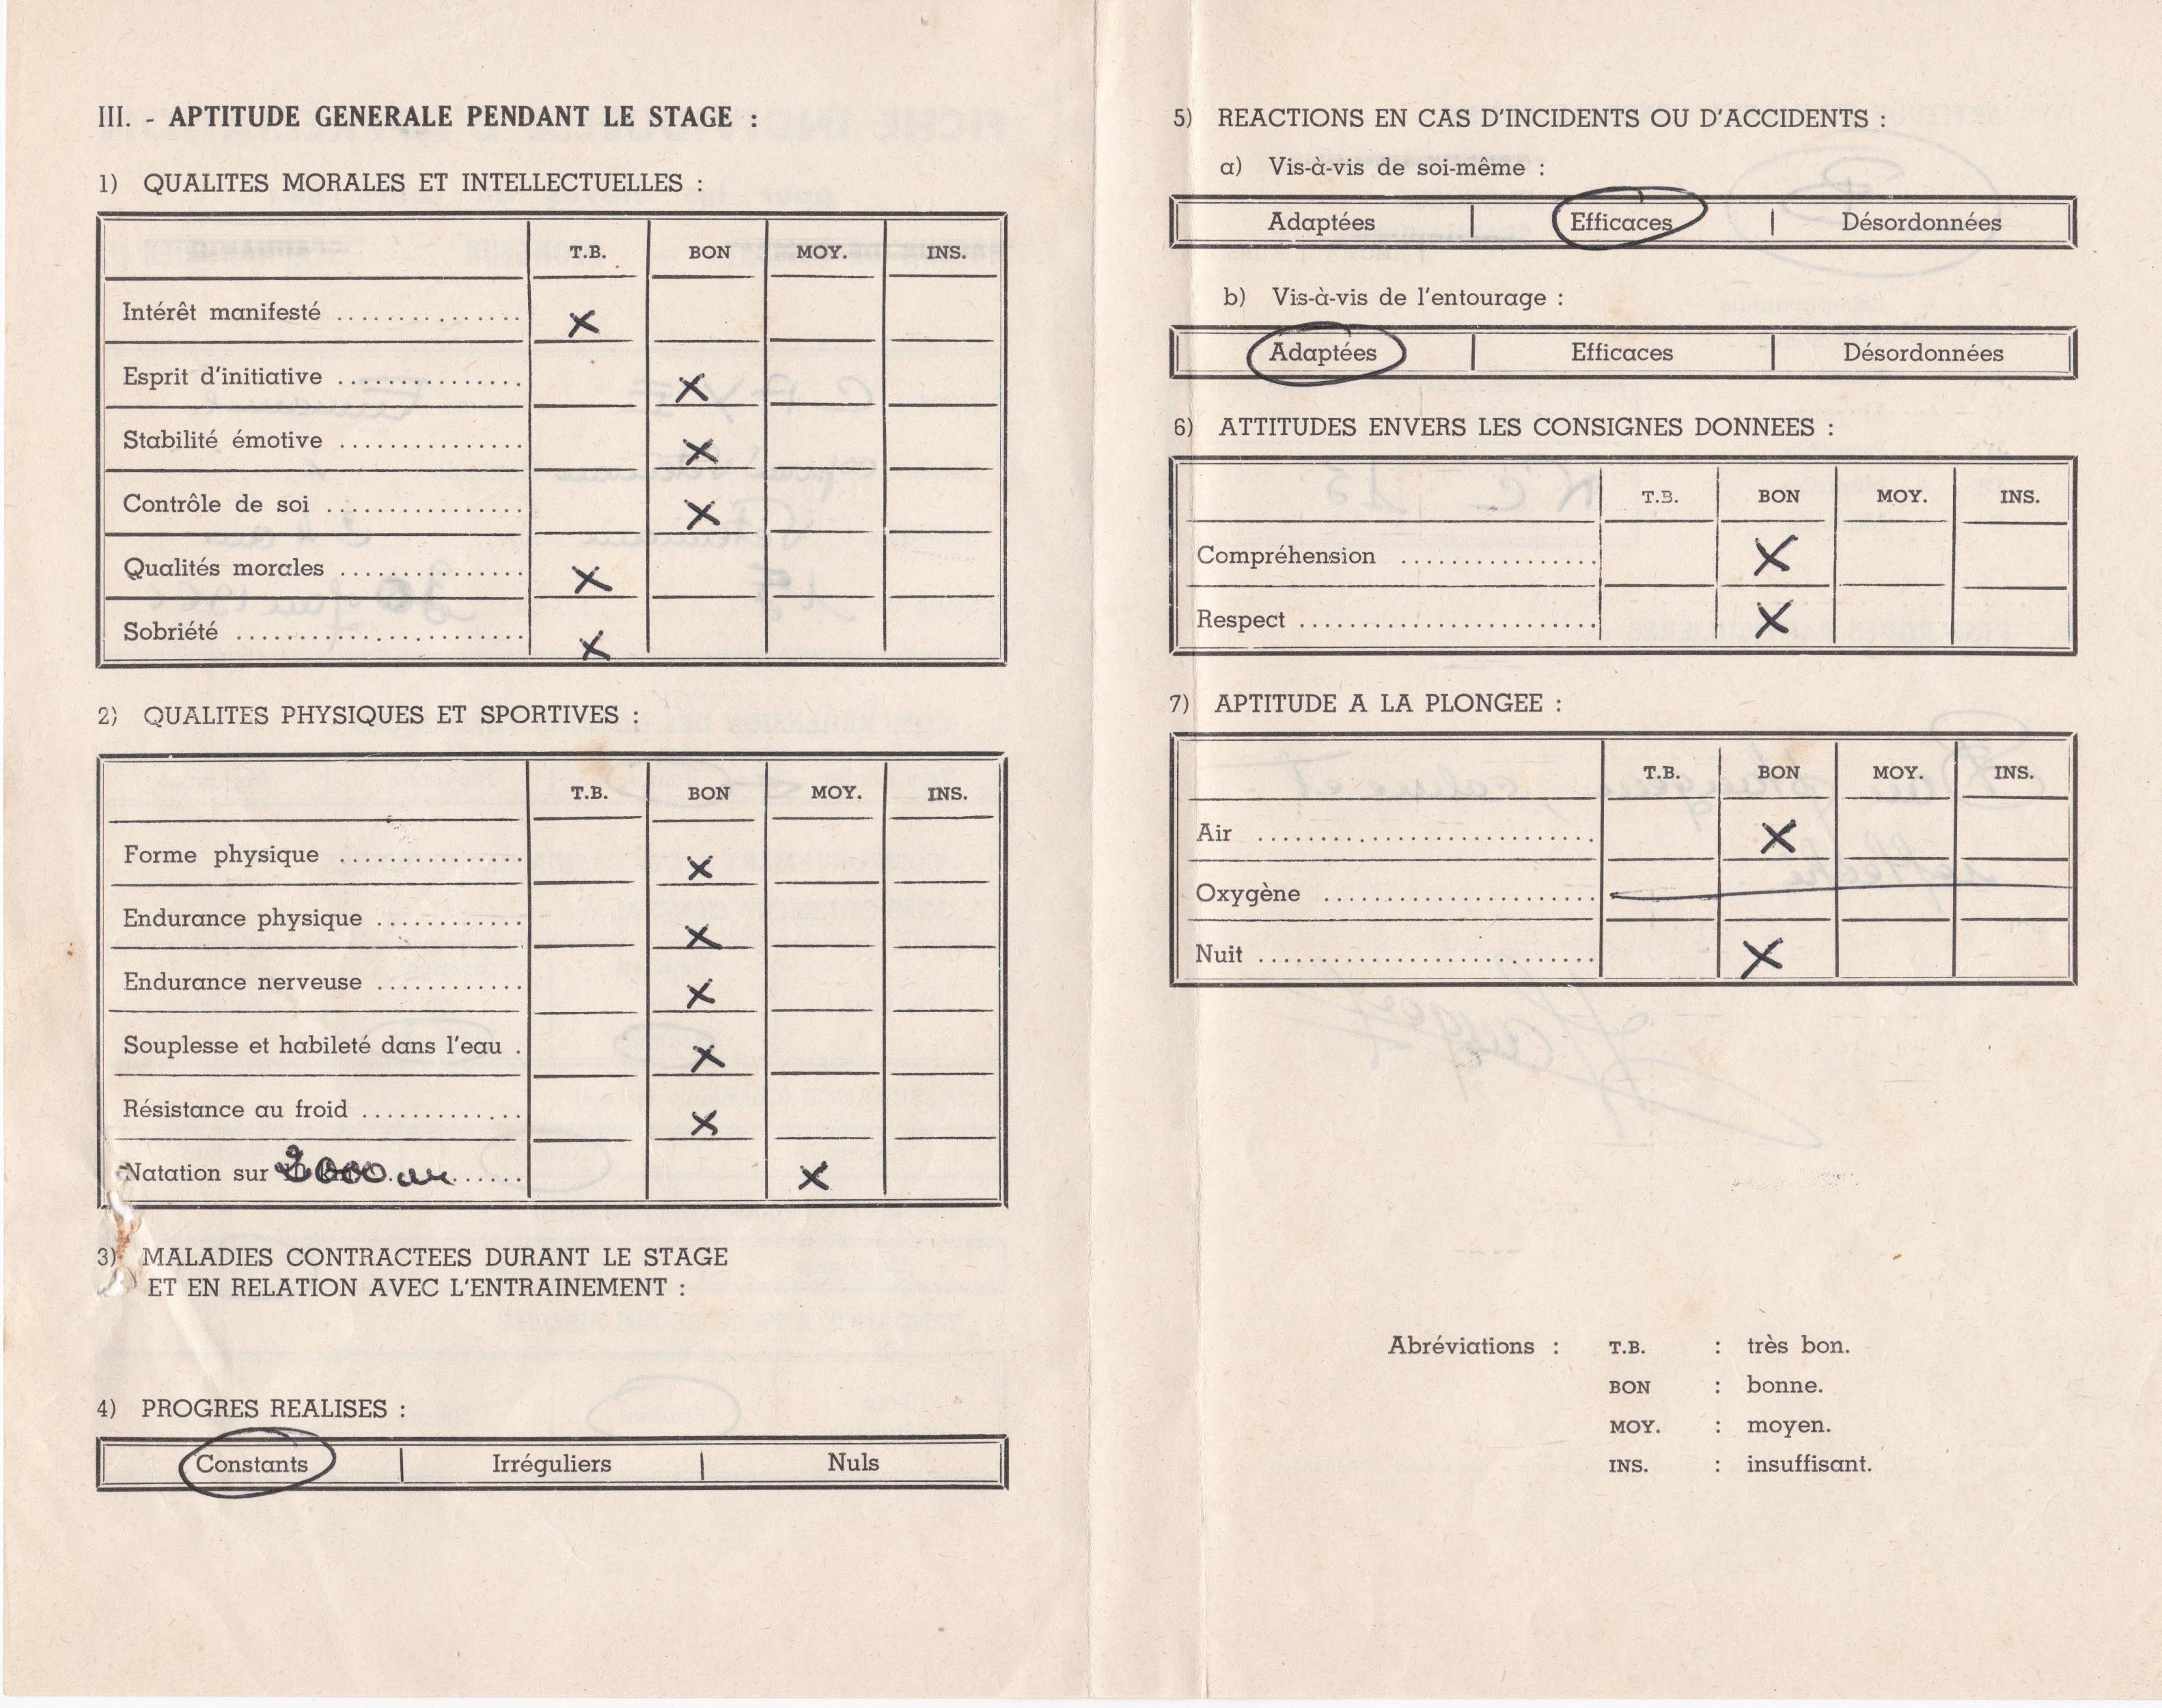 III. - APTITUDE GENERALE PENDANT LE STAGE :
1) QUALITES MORALES ET INTELLECTUELLES :
T.B. BON MOY. INS.
Intérêt manifesté ............... X
Esprit d'initiative ............... X
Stabilité émotive ............... X
Contrôle de soi ............... X
Qualités morales ............... X
Sobriété ....................... X
2) QUALITES PHYSIQUES ET SPORTIVES :
T.B. BON MOY. INS.
Forme physique .............. X
Endurance physique ........... X
Endurance nerveuse ........... X
Souplesse et habileté dans l'eau . X
Résistance au froid ............ X
Natation sur 2000 m ...... X
3) MALADIES CONTRACTEES DURANT LE STAGE
ET EN RELATION AVEC L'ENTRAINEMENT :
4) PROGRES REALISES :
Constants | Irréguliers | Nuls
5) REACTIONS EN CAS D'INCIDENTS OU D'ACCIDENTS :
a) Vis-à-vis de soi-même :
Adaptées | Efficaces | Désordonnées
b) Vis-à-vis de l'entourage :
Adaptées | Efficaces | Désordonnées
6) ATTITUDES ENVERS LES CONSIGNES DONNEES :
T.B. BON MOY. INS.
Compréhension ................ X
Respect ........................ X
7) APTITUDE A LA PLONGEE :
T.B. BON MOY. INS.
Air ........................... X
Oxygène .......................
Nuit ........................... X
Abréviations : T.B. : très bon.
BON : bonne.
MOY. : moyen.
INS. : insuffisant.